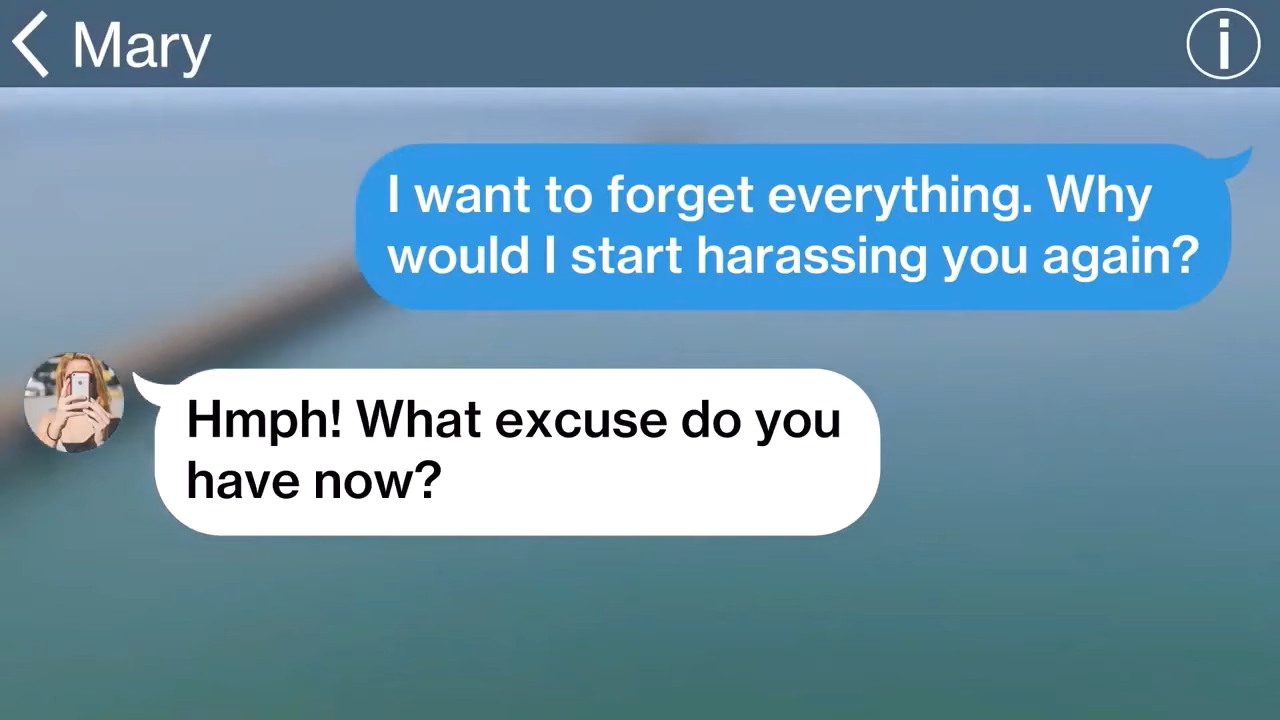 Mary
I want to forget everything. Why
would I start harassing you again?
Hmph! What excuse do you
have now?